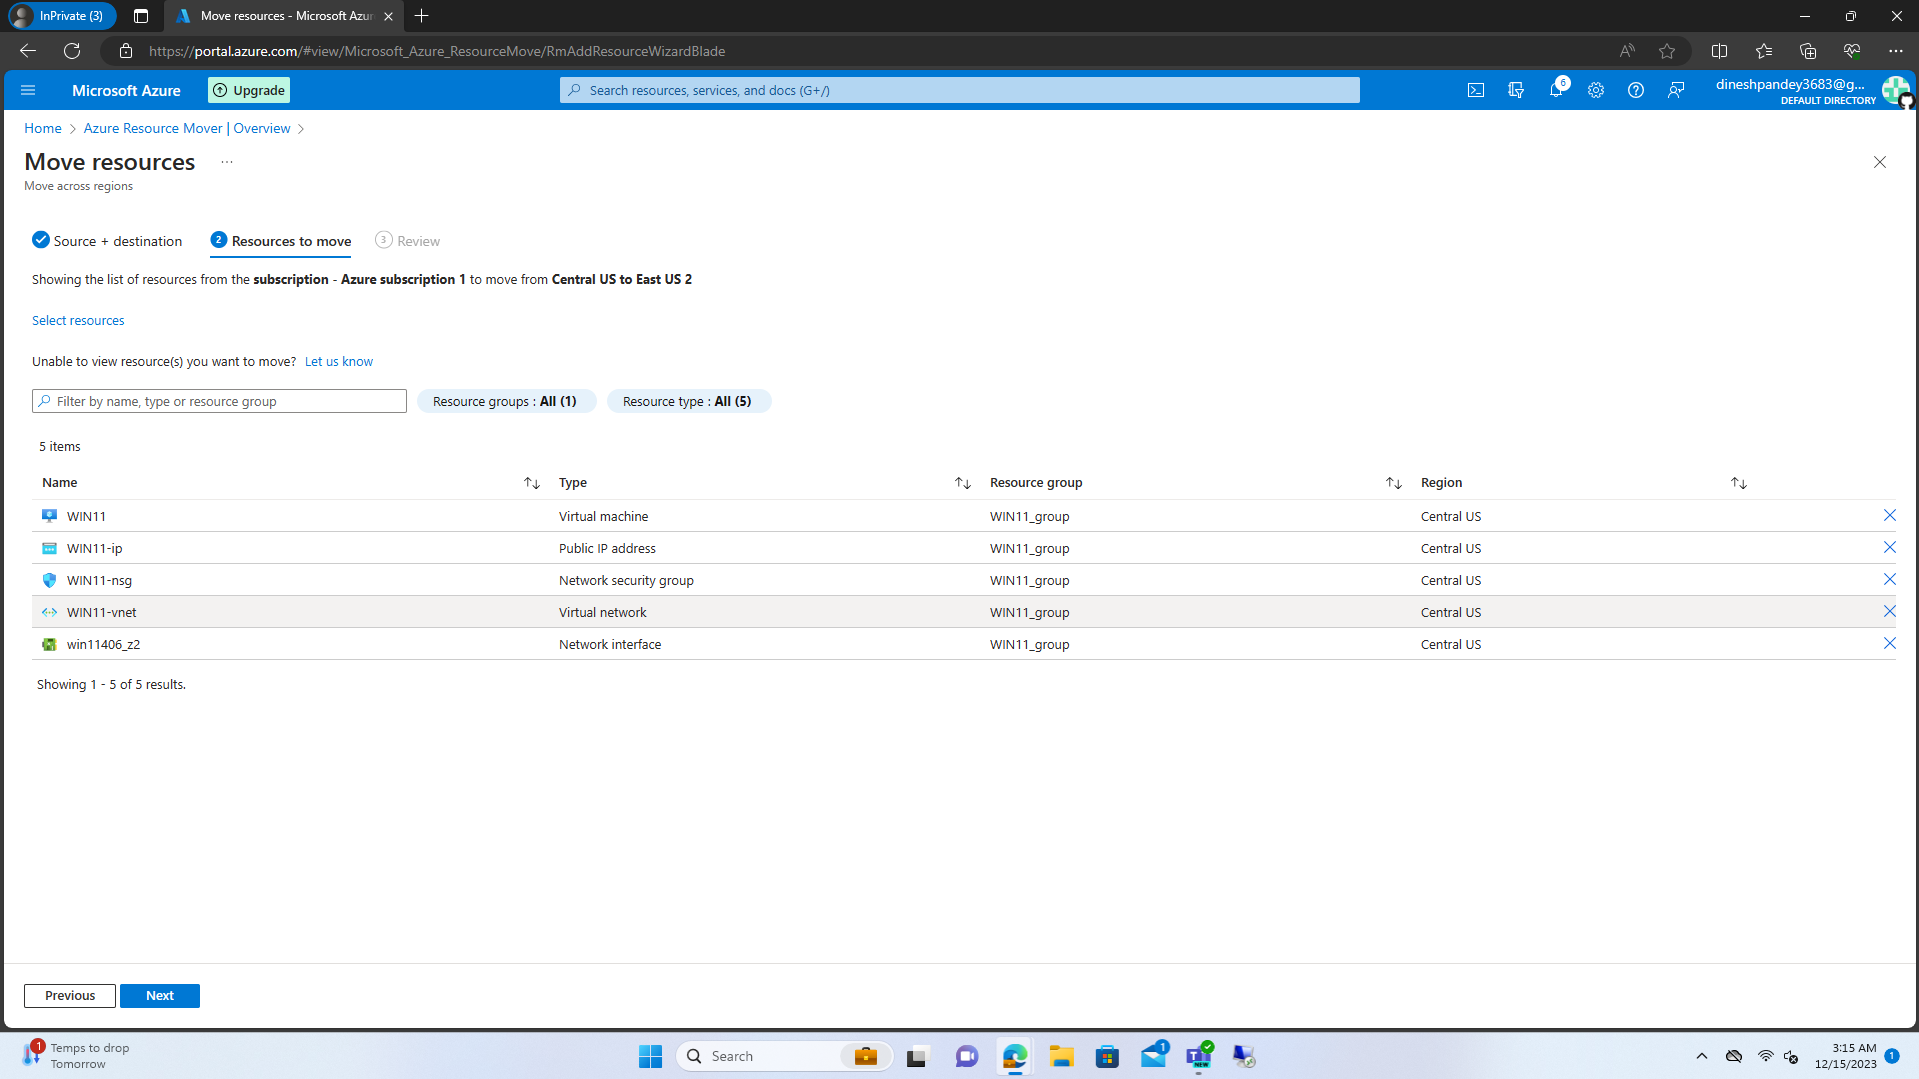 InPrivate (3)
Move resources - Microsoft Azur
https://portal.azure.com/#view/Microsoft_Azure_ResourceMove/RmAddResourceWizardBlade
Microsoft Azure
Upgrade
Search resources, services, and docs (G+/)
6
dineshpandey3683@g...
DEFAULT DIRECTORY
Home > Azure Resource Mover | Overview >
Move resources ...
Move across regions
Source + destination
2 Resources to move
3 Review
Showing the list of resources from the subscription - Azure subscription 1 to move from Central US to East US 2
Select resources
Unable to view resource(s) you want to move? Let us know
Filter by name, type or resource group
Resource groups : All (1)
Resource type : All (5)
5 items
Name Type Resource group Region
WIN11 Virtual machine WIN11_group Central US
WIN11-ip Public IP address WIN11_group Central US
WIN11-nsg Network security group WIN11_group Central US
WIN11-vnet Virtual network WIN11_group Central US
win11406_z2 Network interface WIN11_group Central US
Showing 1 - 5 of 5 results.
Previous
Next
1
Temps to drop
Tomorrow
Search
1
NEW
3:15 AM
12/15/2023
1